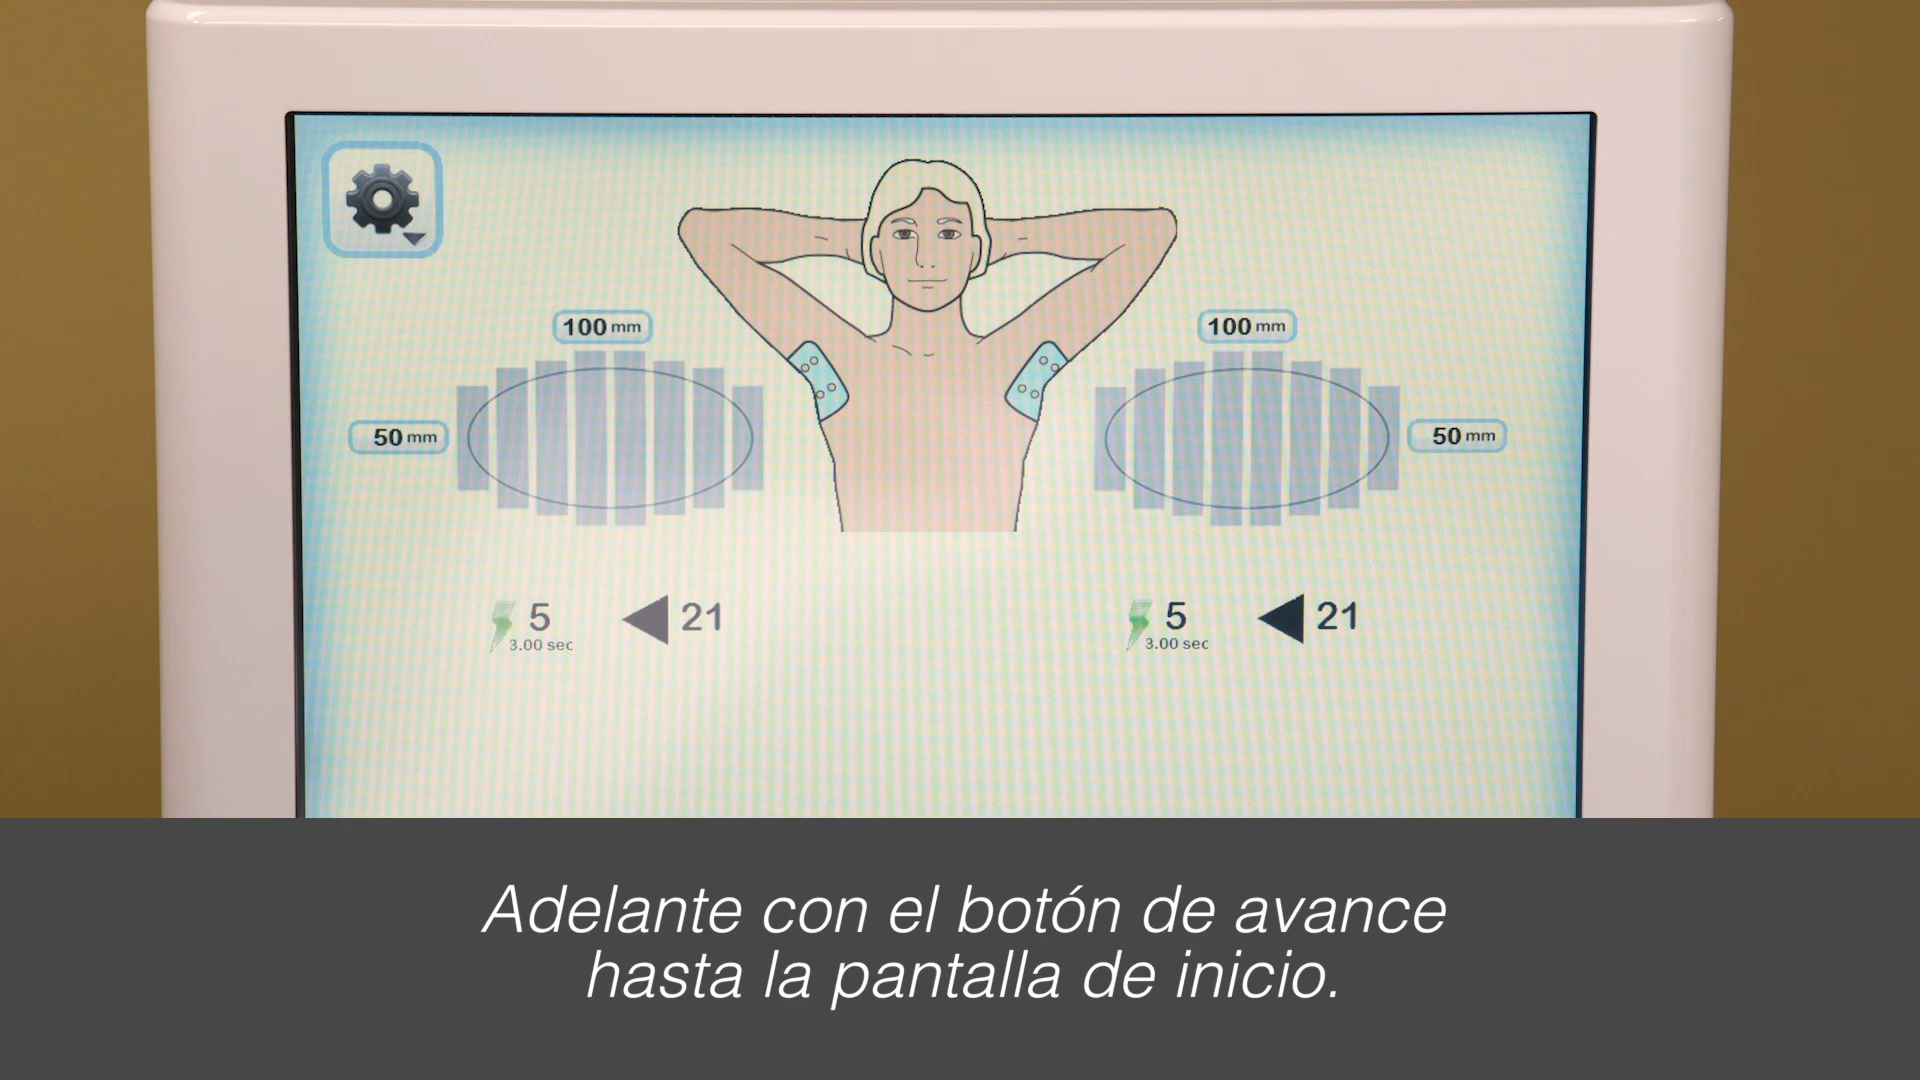 100 mm
100 mm
50 mm
50 mm
5
3.00 sec
21
5
3.00 sec
21
Adelante con el botón de avance
hasta la pantalla de inicio.